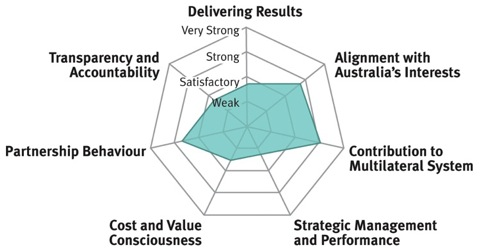 Delivering Results
Very Strong
Strong
Satisfactory
Weak
Transparency and
Accountability
Alignment with
Australia's Interests
Partnership Behaviour
Contribution to
Multilateral System
Cost and Value
Consciousness
Strategic Management
and Performance